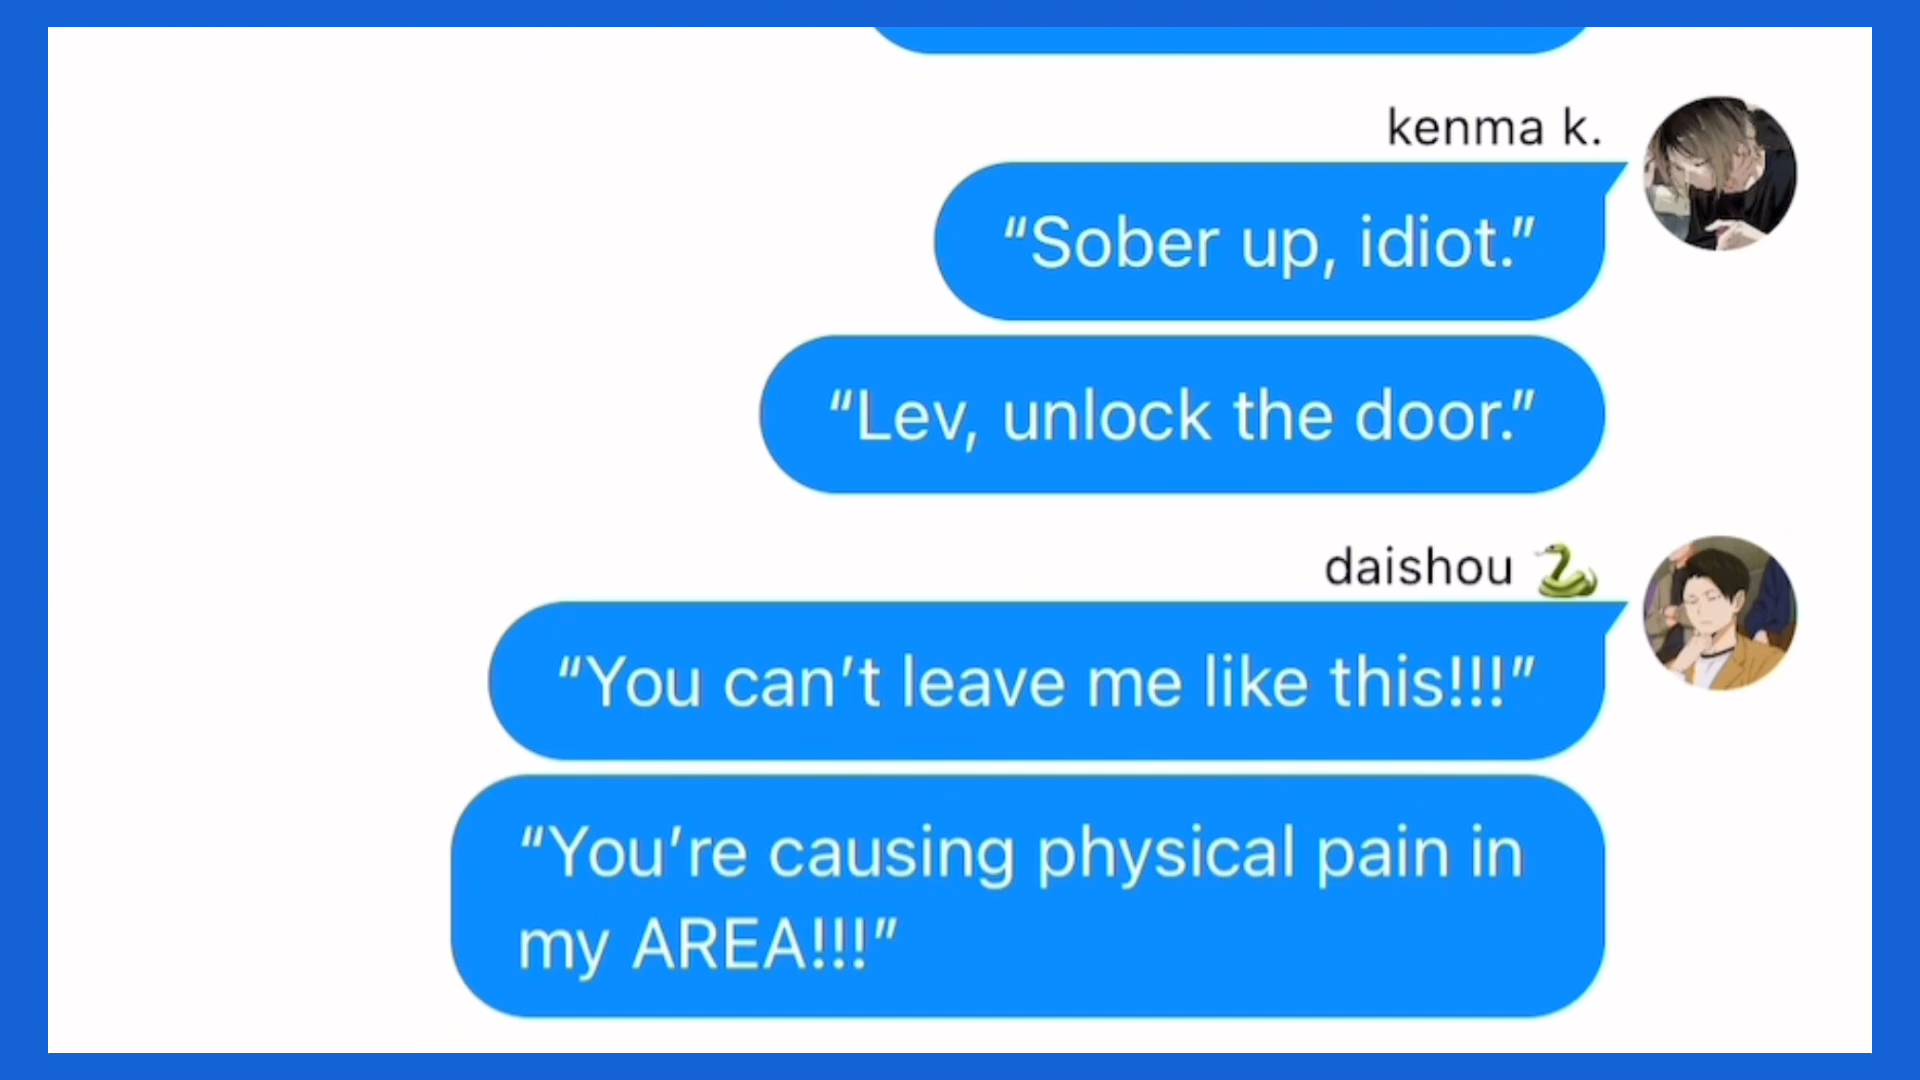 kenma k.
“Sober up, idiot.”
“Lev, unlock the door.”
daishou 🐍
“You can’t leave me like this!!!”
“You’re causing physical pain in
my AREA!!!”